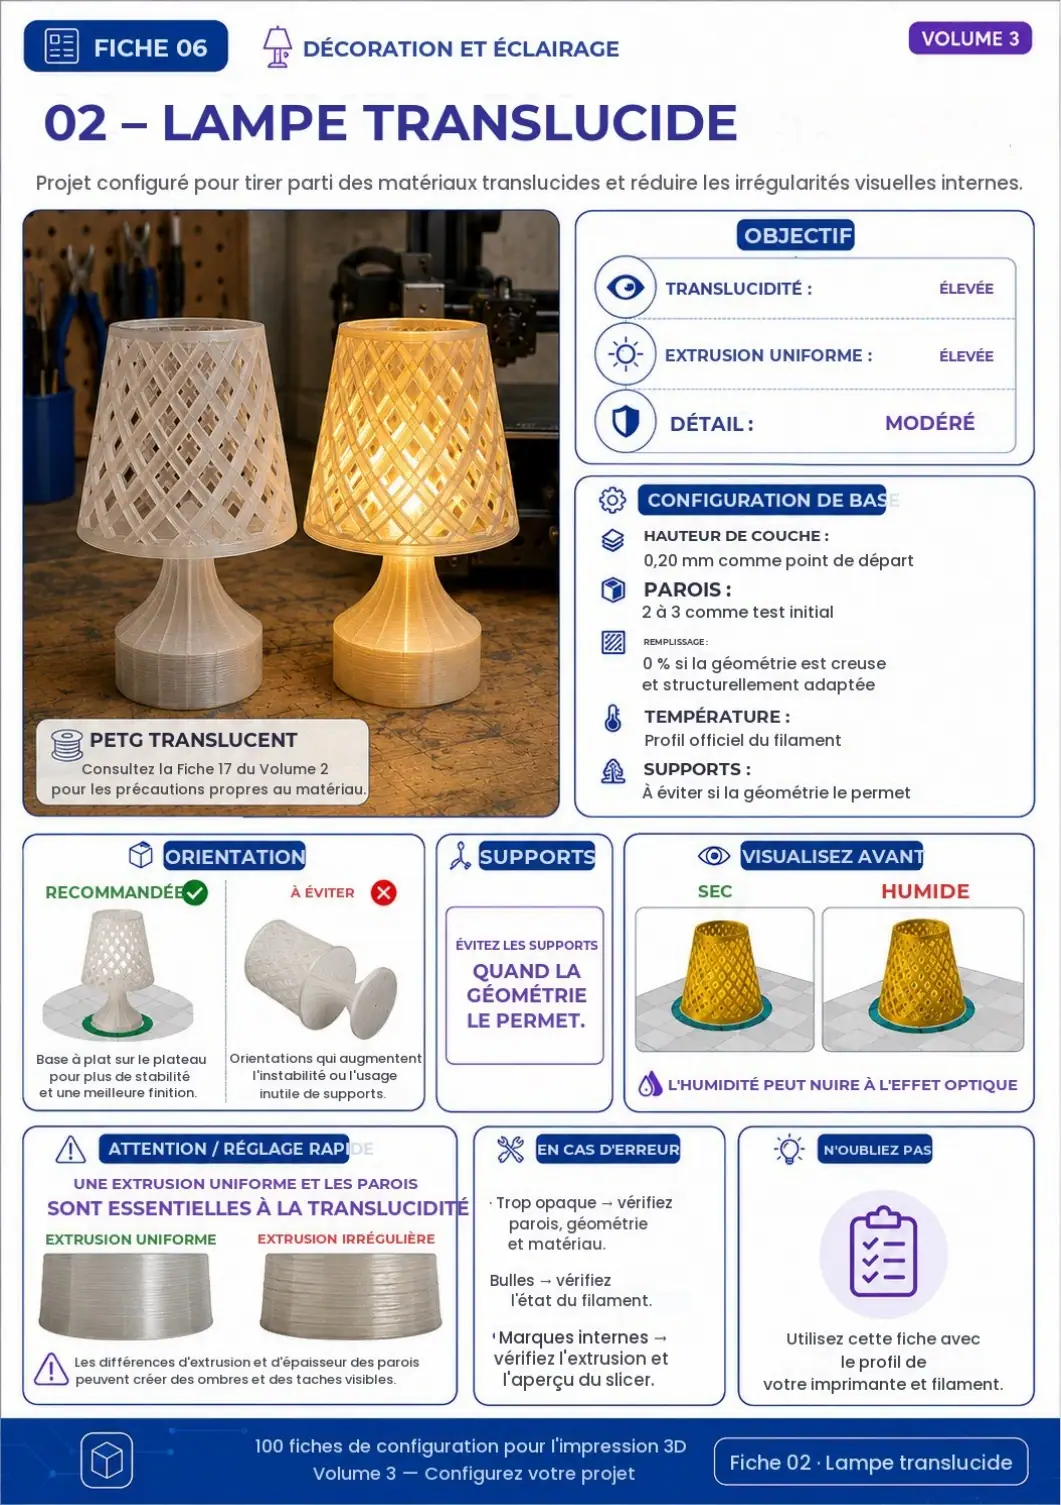 FICHE 06
DÉCORATION ET ÉCLAIRAGE
VOLUME 3
02 – LAMPE TRANSLUCIDE
Projet configuré pour tirer parti des matériaux translucides et réduire les irrégularités visuelles internes.
PETG TRANSLUCENT
Consultez la Fiche 17 du Volume 2
pour les précautions propres au matériau.
OBJECTIF
TRANSLUCIDITÉ : ÉLEVÉE
EXTRUSION UNIFORME : ÉLEVÉE
DÉTAIL : MODÉRÉ
CONFIGURATION DE BASE
HAUTEUR DE COUCHE :
0,20 mm comme point de départ
PAROIS :
2 à 3 comme test initial
REMPLISSAGE :
0 % si la géométrie est creuse
et structurellement adaptée
TEMPÉRATURE :
Profil officiel du filament
SUPPORTS :
À éviter si la géométrie le permet
ORIENTATION
RECOMMANDÉE
À ÉVITER
Base à plat sur le plateau
pour plus de stabilité
et une meilleure finition.
Orientations qui augmentent
l'instabilité ou l'usage
inutile de supports.
SUPPORTS
ÉVITEZ LES SUPPORTS
QUAND LA
GÉOMÉTRIE
LE PERMET.
VISUALISEZ AVANT
SEC
HUMIDE
L'HUMIDITÉ PEUT NUIRE À L'EFFET OPTIQUE
ATTENTION / RÉGLAGE RAPIDE
UNE EXTRUSION UNIFORME ET LES PAROIS
SONT ESSENTIELLES À LA TRANSLUCIDITÉ
EXTRUSION UNIFORME
EXTRUSION IRRÉGULIÈRE
Les différences d'extrusion et d'épaisseur des parois
peuvent créer des ombres et des taches visibles.
EN CAS D'ERREUR
· Trop opaque → vérifiez
parois, géométrie
et matériau.
Bulles → vérifiez
l'état du filament.
· Marques internes →
vérifiez l'extrusion et
l'aperçu du slicer.
N'OUBLIEZ PAS
Utilisez cette fiche avec
le profil de
votre imprimante et filament.
100 fiches de configuration pour l'impression 3D
Volume 3 — Configurez votre projet
Fiche 02 · Lampe translucide